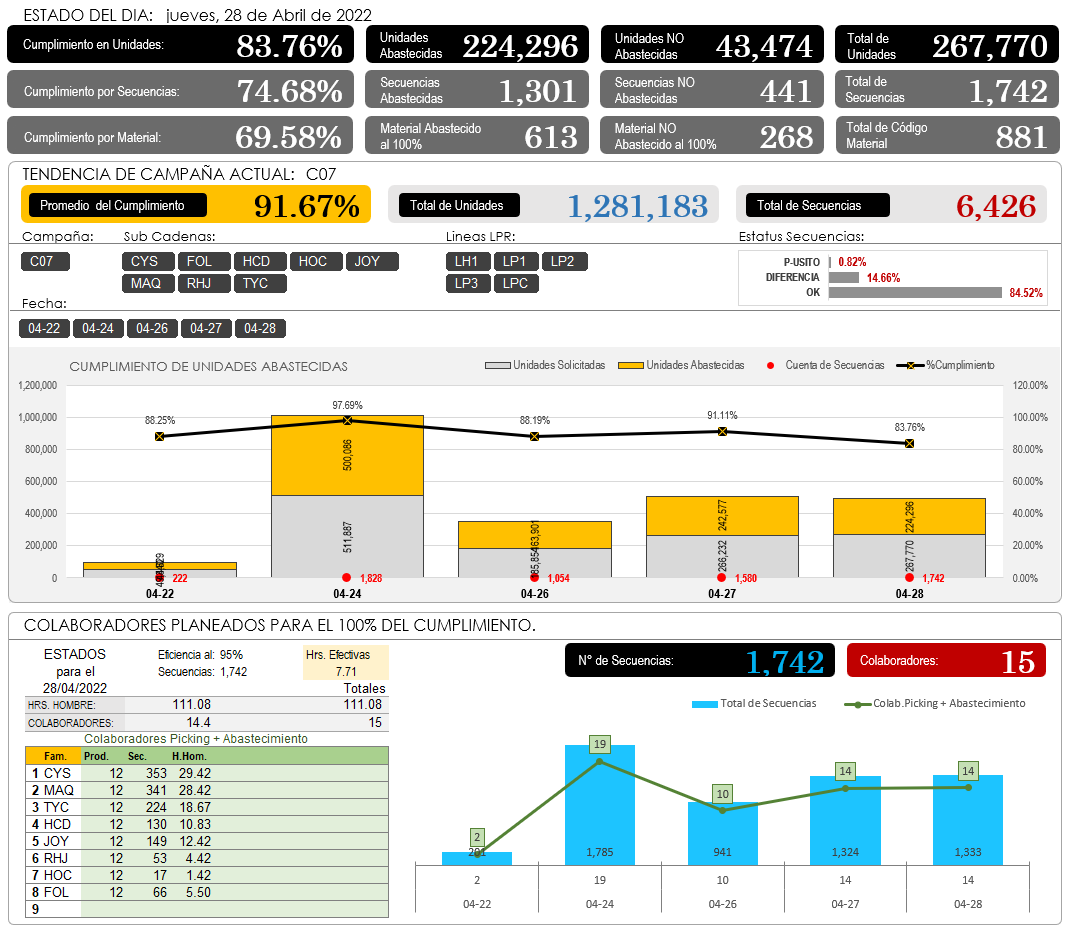 ESTADO DEL DIA: jueves, 28 de Abril de 2022
Cumplimiento en Unidades: 83.76%
Unidades Abastecidas 224,296
Unidades NO Abastecidas 43,474
Total de Unidades 267,770
Cumplimiento por Secuencias: 74.68%
Secuencias Abastecidas 1,301
Secuencias NO Abastecidas 441
Total de Secuencias 1,742
Cumplimiento por Material: 69.58%
Material Abastecido al 100% 613
Material NO Abastecido al 100% 268
Total de Código Material 881
TENDENCIA DE CAMPAÑA ACTUAL: C07
Promedio del Cumplimiento 91.67%
Total de Unidades 1,281,183
Total de Secuencias 6,426
Campaña: Sub Cadenas: Lineas LPR: Estatus Secuencias:
C07 CYS FOL HCD HOC JOY LH1 LP1 LP2
MAQ RHJ TYC LP3 LPC
P-USITO 0.82%
DIFERENCIA 14.66%
OK 84.52%
Fecha:
04-22 04-24 04-26 04-27 04-28
CUMPLIMIENTO DE UNIDADES ABASTECIDAS
Unidades Solicitadas Unidades Abastecidas Cuenta de Secuencias %Cumplimiento
1,200,000 120.00%
1,000,000 100.00%
800,000 80.00%
600,000 60.00%
400,000 40.00%
200,000 20.00%
0 0.00%
88.25% 97.69% 88.19% 91.11% 83.76%
500,086 163,901 242,577 224,296
511,887 185,854 266,232 267,770
222 1,828 1,054 1,580 1,742
04-22 04-24 04-26 04-27 04-28
COLABORADORES PLANEADOS PARA EL 100% DEL CUMPLIMIENTO.
ESTADOS para el 28/04/2022
Eficiencia al: 95%
Secuencias: 1,742
Hrs. Efectivas
7.71
Totales
HRS. HOMBRE: 111.08 111.08
COLABORADORES: 14.4 15
Colaboradores Picking + Abastecimiento
Fam. Prod. Sec. H.Hom.
1 CYS 12 353 29.42
2 MAQ 12 341 28.42
3 TYC 12 224 18.67
4 HCD 12 130 10.83
5 JOY 12 149 12.42
6 RHJ 12 53 4.42
7 HOC 12 17 1.42
8 FOL 12 66 5.50
9
N° de Secuencias: 1,742
Colaboradores: 15
Total de Secuencias Colab.Picking + Abastecimiento
2 19 10 14 14
201 1,785 941 1,324 1,333
2 19 10 14 14
04-22 04-24 04-26 04-27 04-28